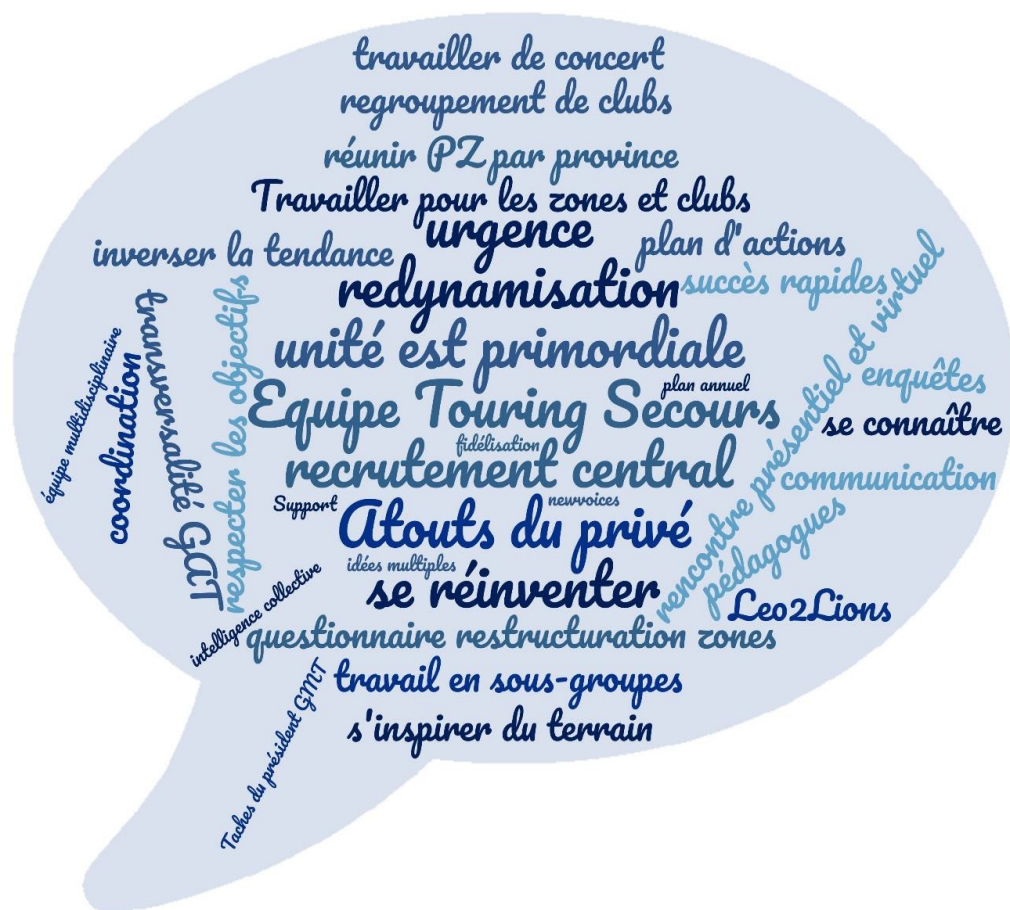 travailler de concert
regroupement de clubs
réunir PZ par province
Travailler pour les zones et clubs
urgence
inverser la tendance
plan d'actions
redynamisation
succès rapides
unité est primordiale
plan annuel
Equipe Touring Secours
fidélisation
recrutement central
Support
newvoices
Atouts du privé
idées multiples
se réinventer
questionnaire restructuration zones
travail en sous-groupes
s'inspirer du terrain
équipe multidisciplinaire
coordination
transversalité GAT
respecter les objectifs
intelligence collective
Taches du président GMT
rencontre présentiel et virtuel
enquêtes
se connaître
communication
pédagogues
Leo2Lions